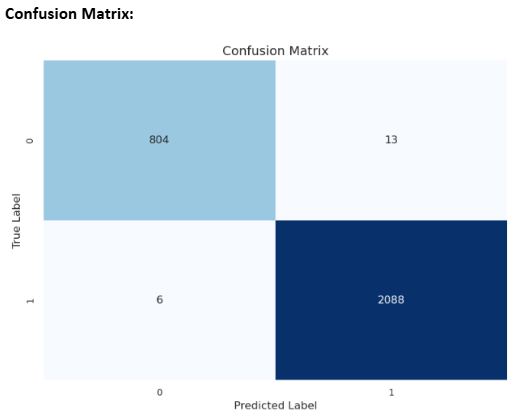 Confusion Matrix:
Confusion Matrix
0
804
13
True Label
1
6
2088
0
1
Predicted Label